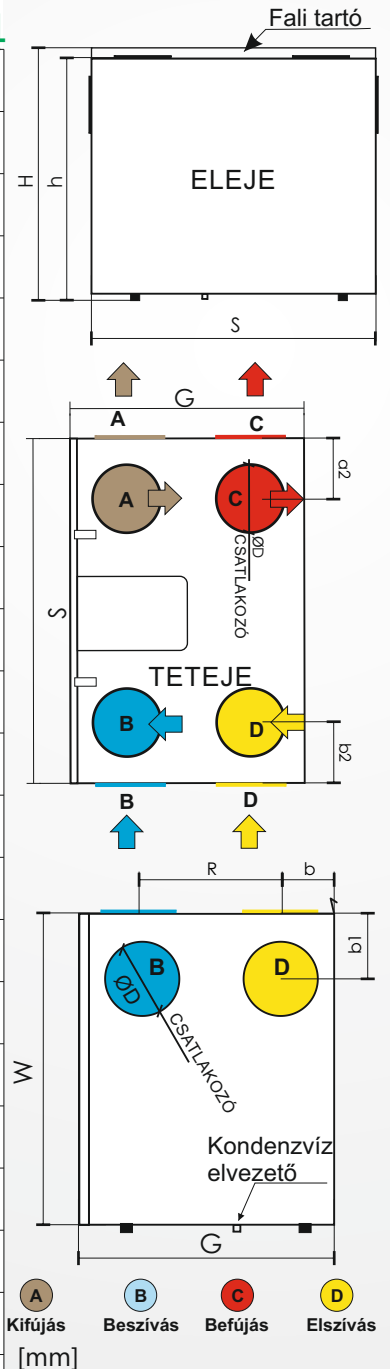 Fali tartó
H
h
ELEJE
S
G
A
C
a2
A
C
ØD
CSATLAKOZÓ
S
TETEJE
B
D
b2
B
D
R
b
B
D
b1
ØD
CSATLAKOZÓ
W
Kondenzvíz
elvezető
G
A
B
C
D
Kifújás
Beszívás
Befújás
Elszívás
[mm]